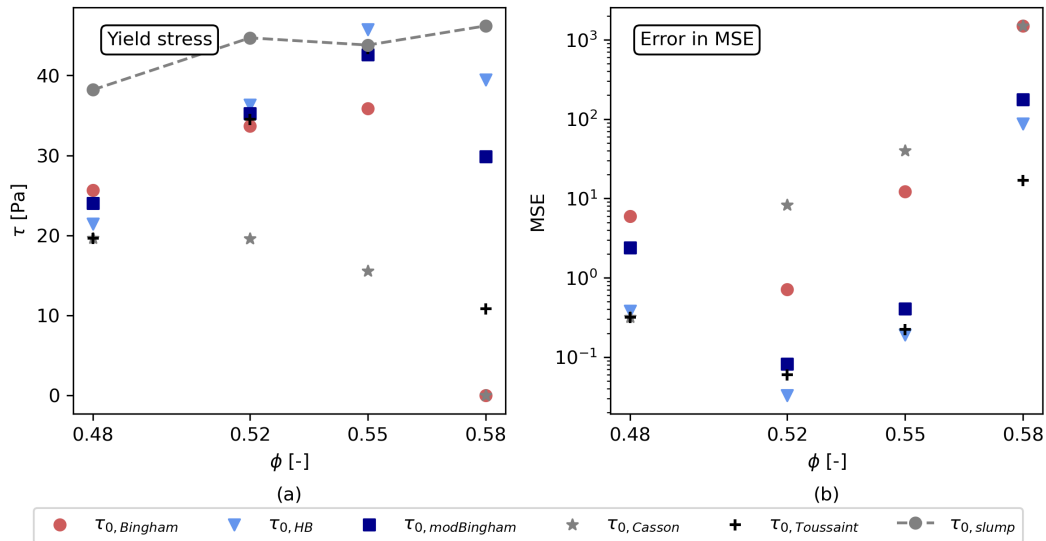 Yield stress
τ [Pa]
40
30
20
10
0
0.48 0.52 0.55 0.58
ϕ [-]
(a)
Error in MSE
MSE
10³
10²
10¹
10⁰
10⁻¹
0.48 0.52 0.55 0.58
ϕ [-]
(b)
τ0,Bingham τ0,HB τ0,modBingham τ0,Casson τ0,Toussaint τ0,slump